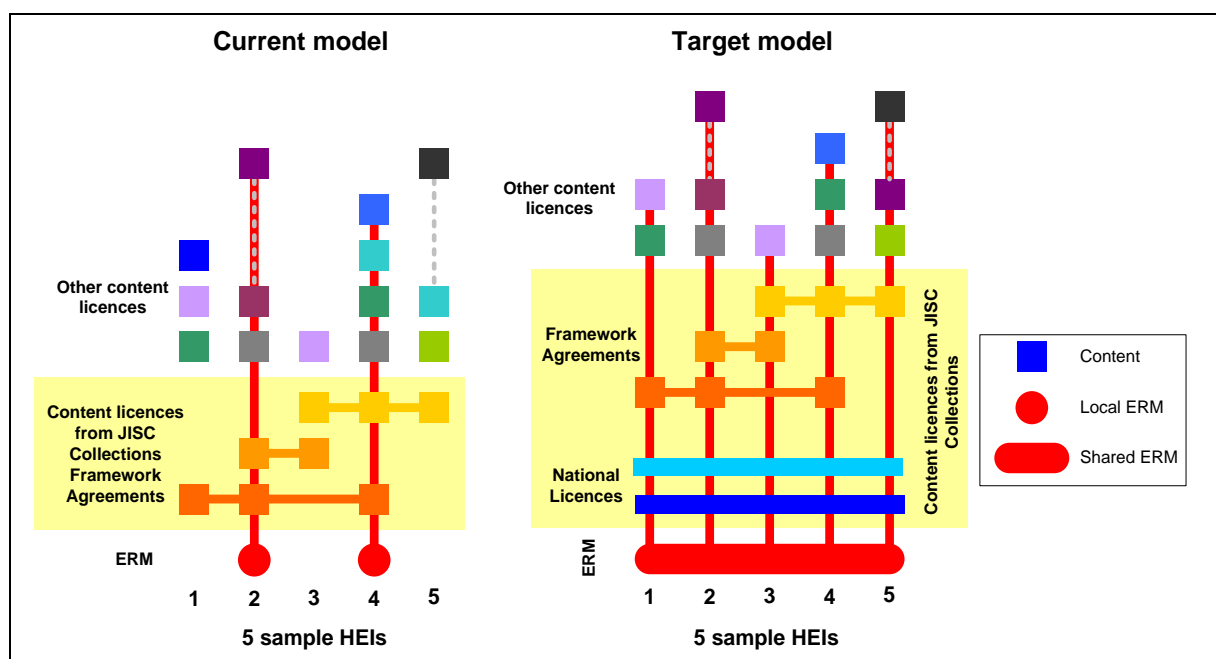 Current model
Other content
licences
Content licences
from JISC
Collections
Framework
Agreements
ERM
1 2 3 4 5
5 sample HEIs
Target model
Other content
licences
Framework
Agreements
National
Licences
Content licences from JISC
Collections
ERM
1 2 3 4 5
5 sample HEIs
Content
Local ERM
Shared ERM